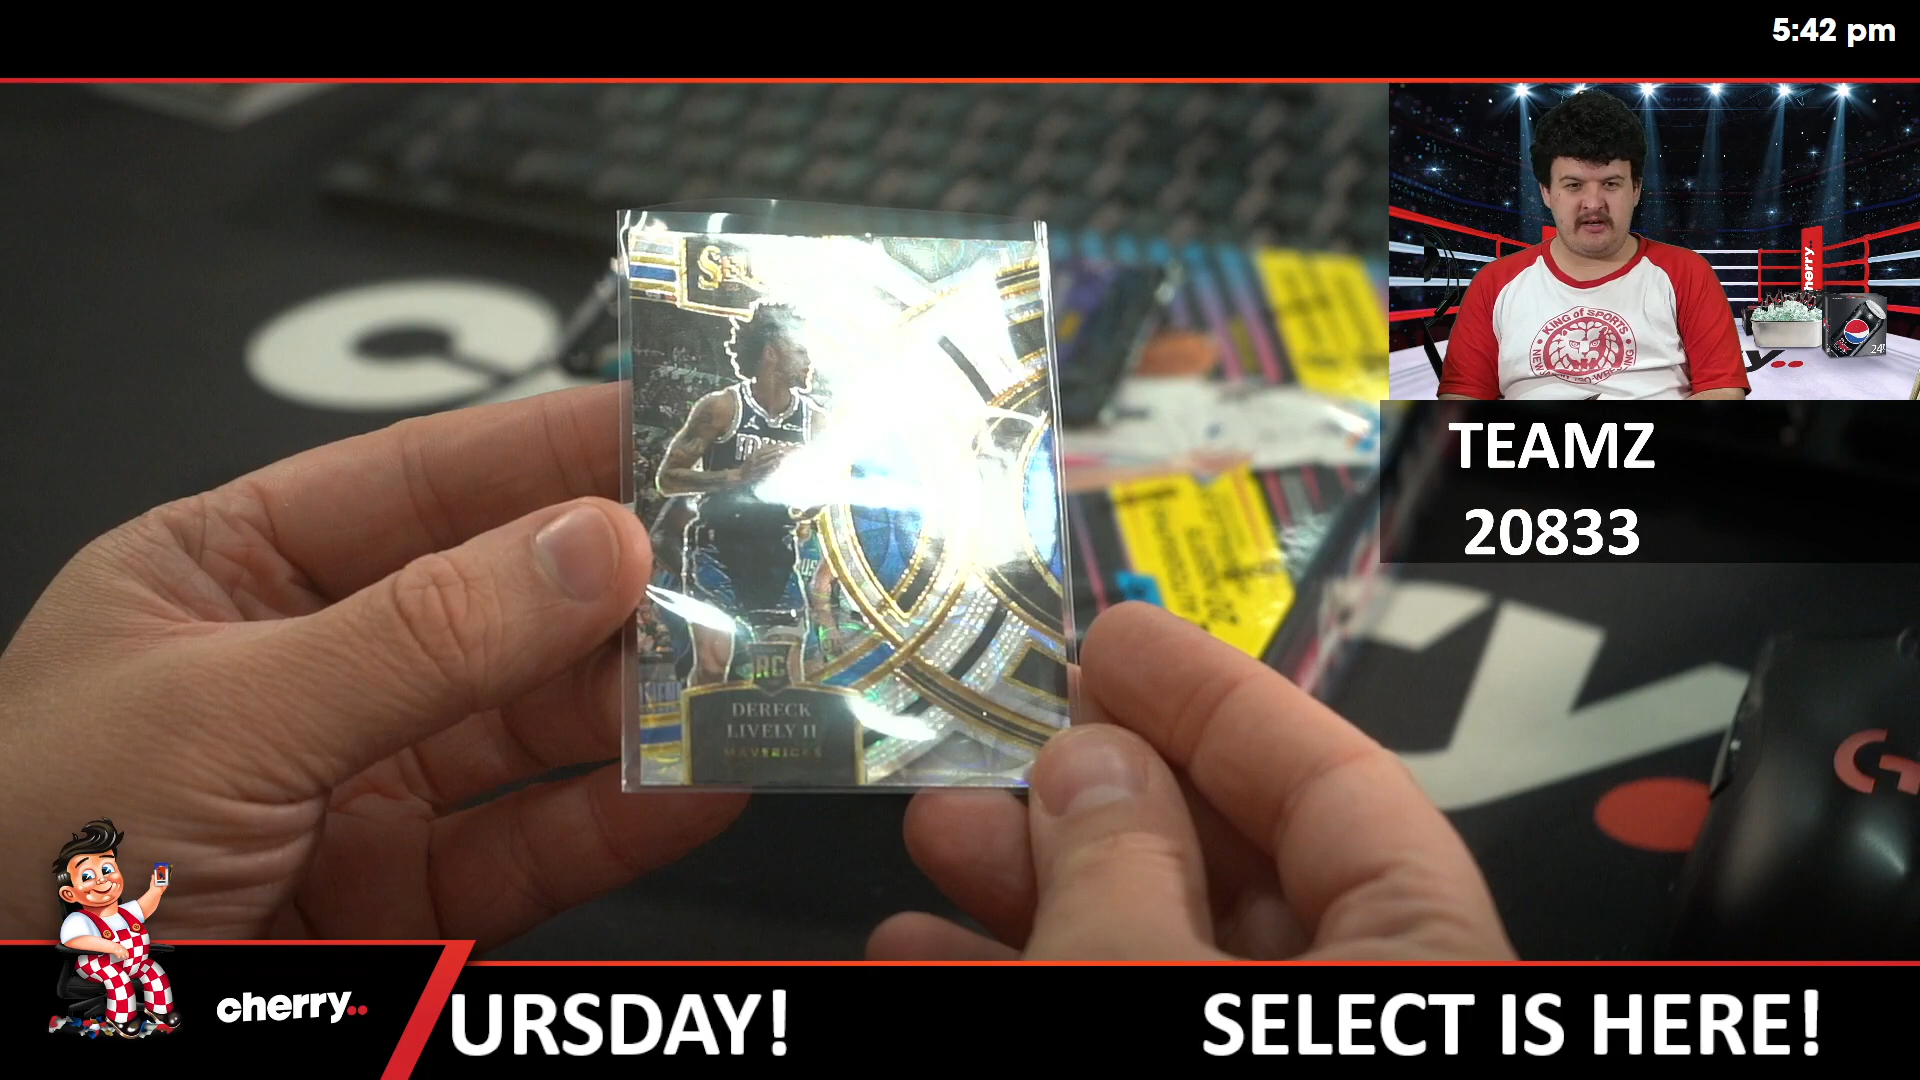 5:42 pm
KING of SPORTS
TEAMZ
20833
RC
DERECK
LIVELY II
MAVERICKS
cherry..
URSDAY!
SELECT IS HERE!